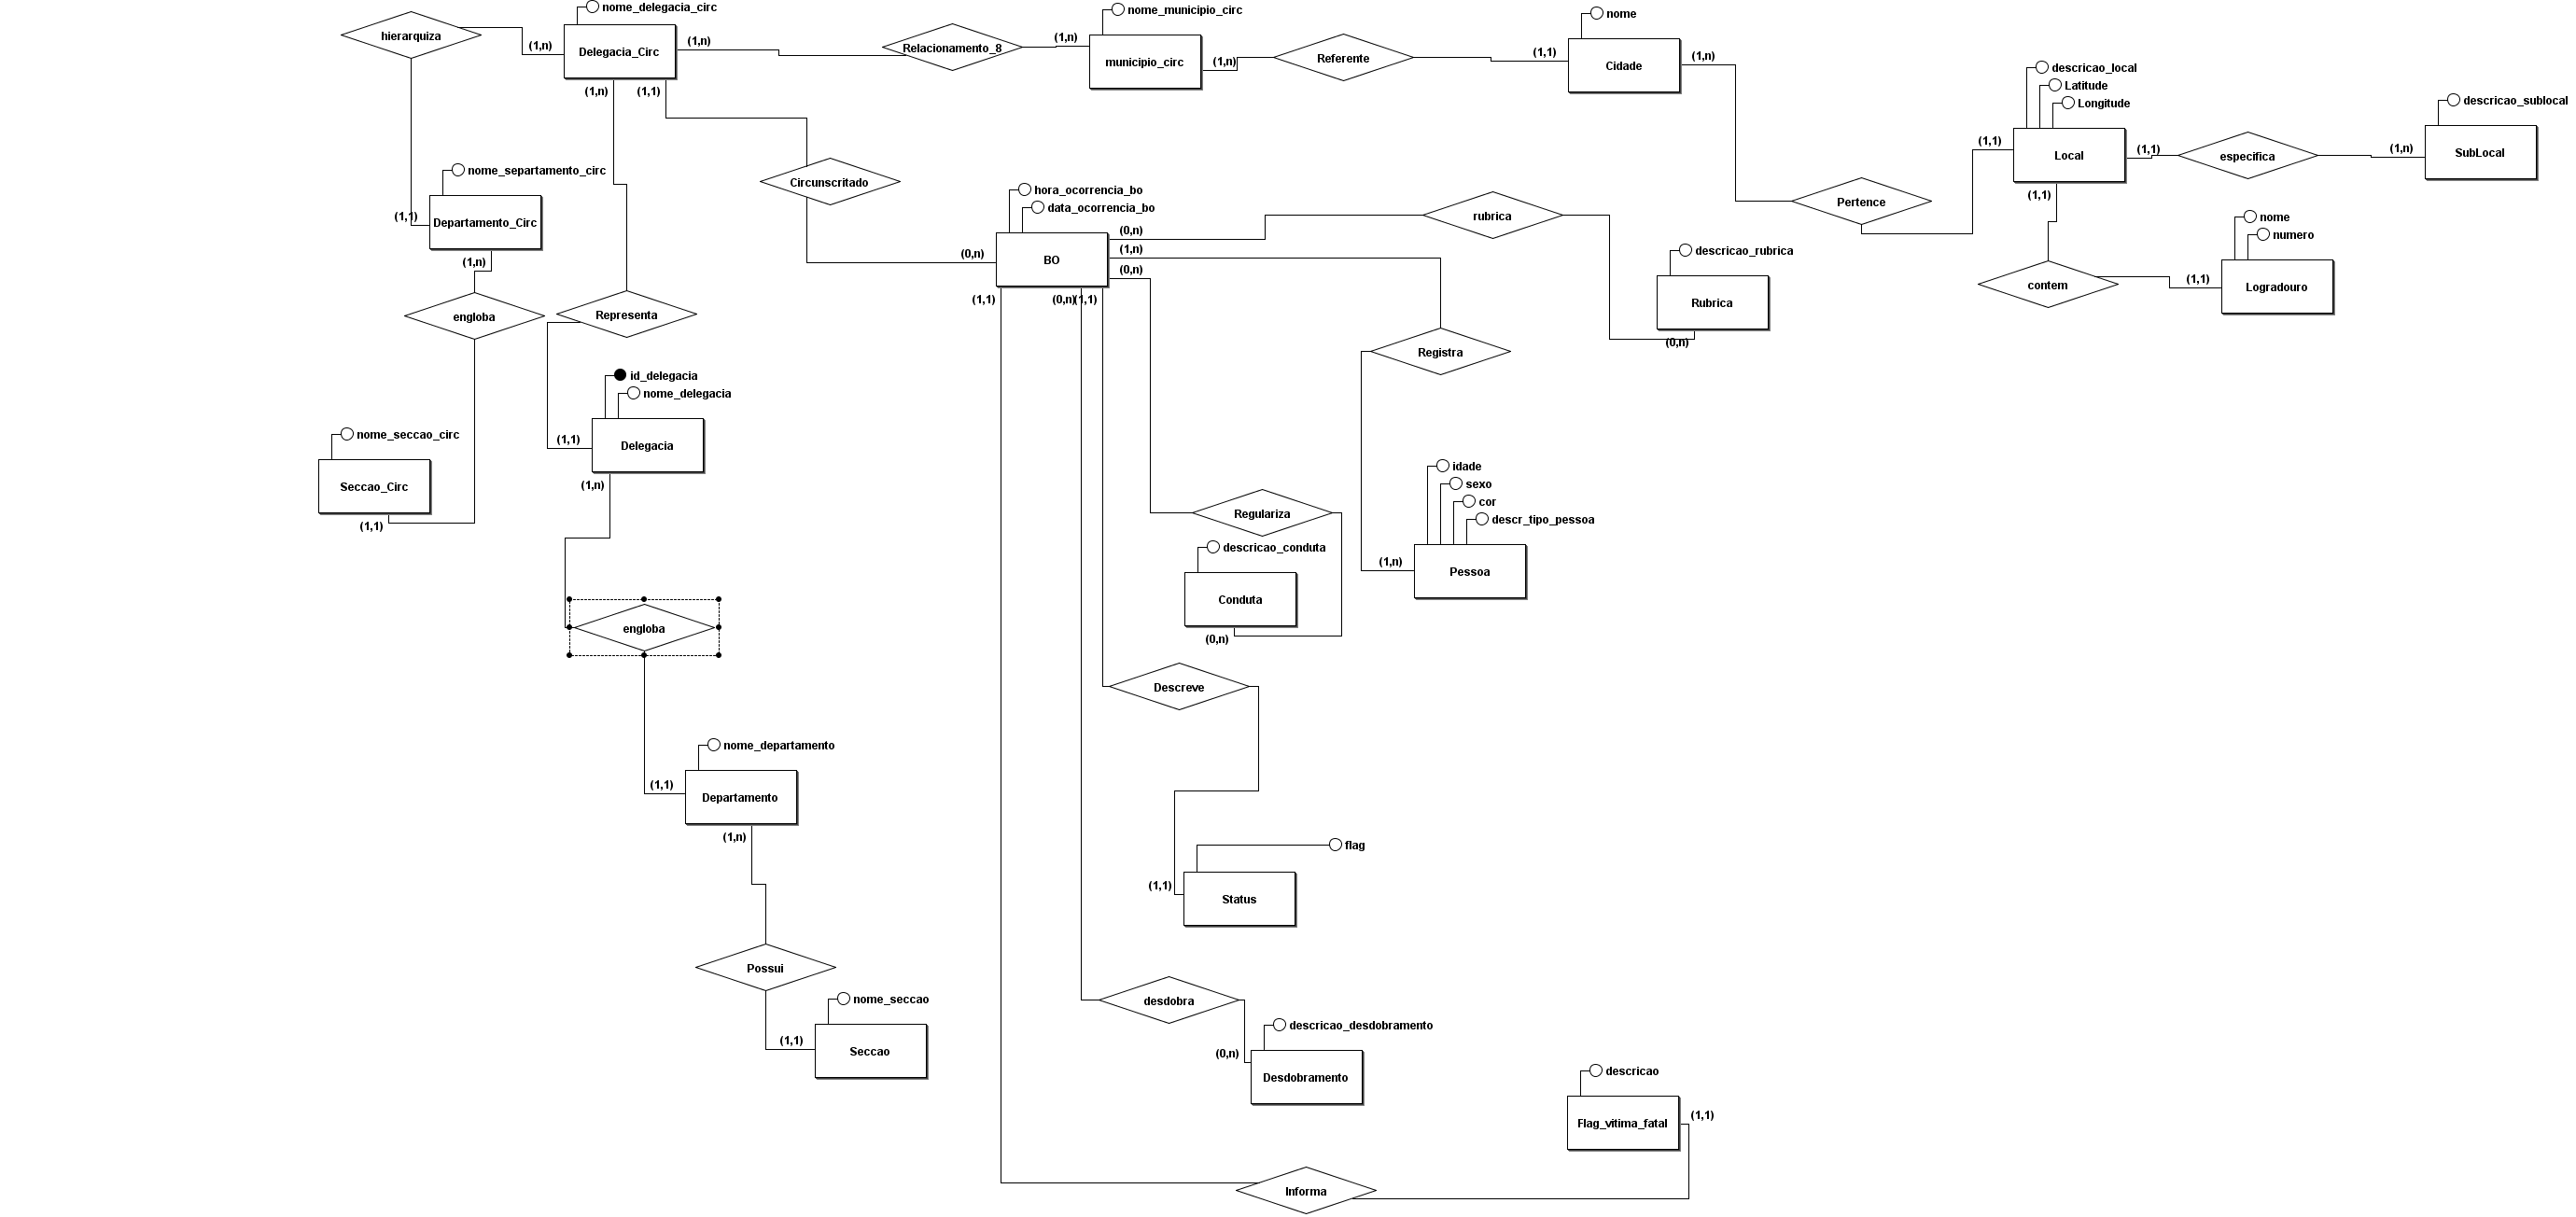 nome_delegacia_circ
nome_municipio_circ
nome
hierarquiza
(1,n)
Delegacia_Circ
(1,n)
Relacionamento_8
(1,n)
municipio_circ
(1,n)
Referente
(1,1)
Cidade
(1,n)
descricao_local
Latitude
Longitude
descricao_sublocal
(1,n)
(1,1)
(1,1)
Local
(1,1)
especifica
(1,n)
SubLocal
nome_separtamento_circ
Circunscritado
hora_ocorrencia_bo
data_ocorrencia_bo
rubrica
Pertence
(1,1)
(1,1)
Departamento_Circ
nome
numero
(1,n)
(0,n)
BO
(0,n)
(1,n)
(0,n)
descricao_rubrica
contem
(1,1)
Logradouro
(1,1)
(0,n)
(1,1)
Rubrica
(0,n)
engloba
Representa
Registra
id_delegacia
nome_delegacia
nome_seccao_circ
(1,1)
Delegacia
(1,n)
Seccao_Circ
(1,1)
idade
sexo
cor
descr_tipo_pessoa
Regulariza
descricao_conduta
(1,n)
Pessoa
Conduta
(0,n)
engloba
Descreve
nome_departamento
(1,1)
Departamento
(1,n)
flag
(1,1)
Status
Possui
nome_seccao
(1,1)
Seccao
desdobra
descricao_desdobramento
(0,n)
Desdobramento
descricao
Flag_vitima_fatal
(1,1)
Informa